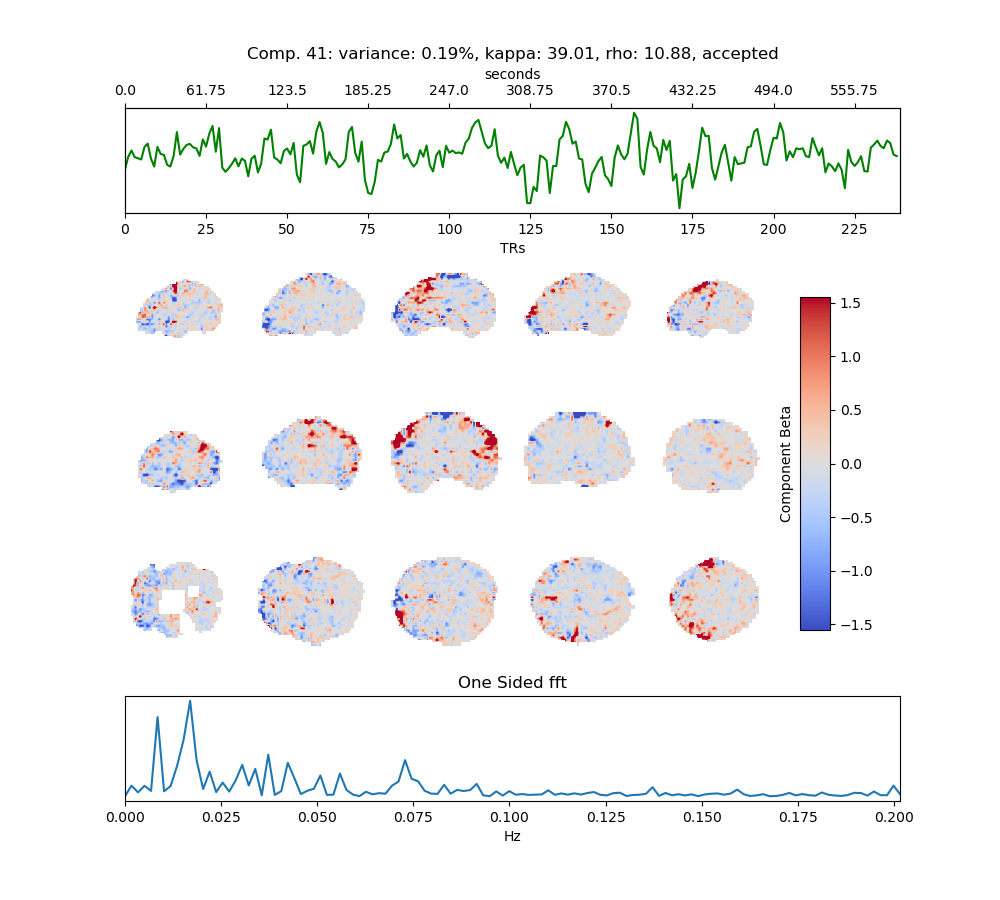 Comp. 41: variance: 0.19%, kappa: 39.01, rho: 10.88, accepted
seconds
0.0 61.75 123.5 185.25 247.0 308.75 370.5 432.25 494.0 555.75
0 25 50 75 100 125 150 175 200 225
TRs
1.5
1.0
0.5
0.0
−0.5
−1.0
−1.5
Component Beta
One Sided fft
0.000 0.025 0.050 0.075 0.100 0.125 0.150 0.175 0.200
Hz